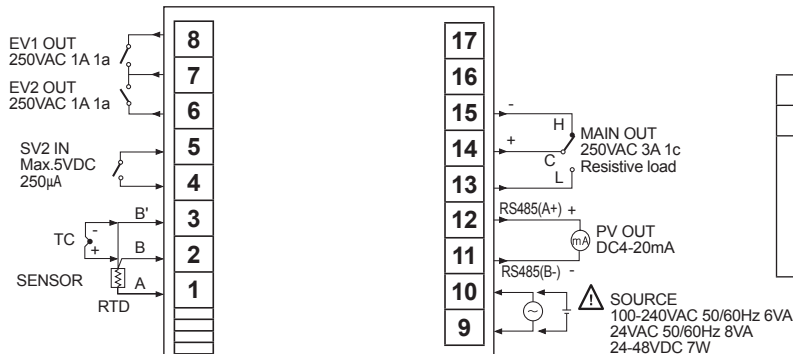 EV1 OUT
250VAC 1A 1a
EV2 OUT
250VAC 1A 1a
SV2 IN
Max.5VDC
250µA
TC
-
+
SENSOR
RTD
B'
B
A
8
7
6
5
4
3
2
1
17
16
15
14
13
12
11
10
9
-
+
H
C
L
MAIN OUT
250VAC 3A 1c
Resistive load
RS485(A+) +
mA
PV OUT
DC4-20mA
RS485(B-) -
SOURCE
100-240VAC 50/60Hz 6VA
24VAC 50/60Hz 8VA
24-48VDC 7W